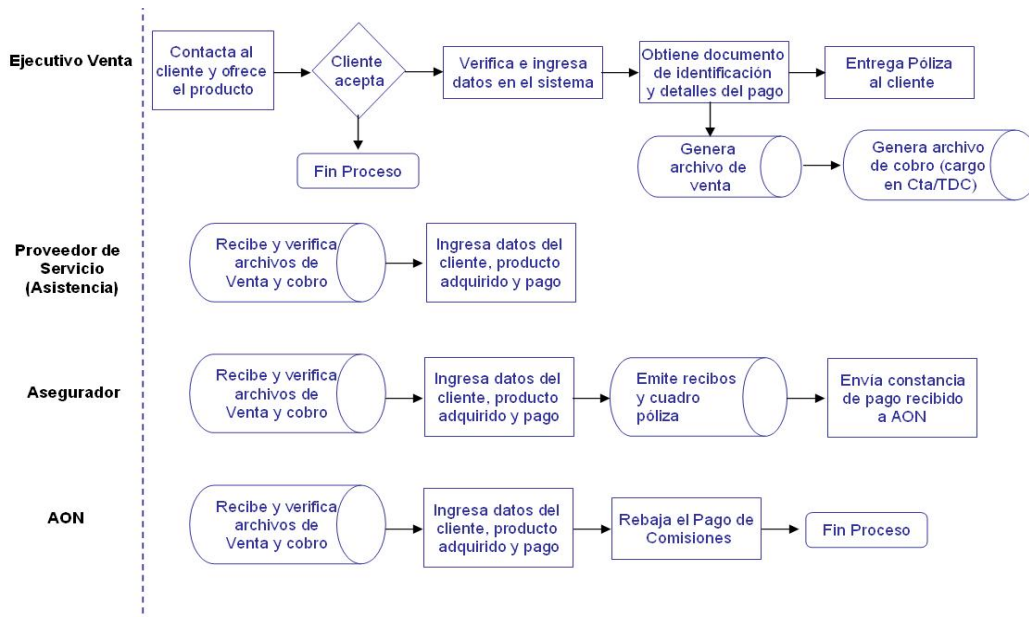 Ejecutivo Venta
Contacta al
cliente y ofrece
el producto
Cliente
acepta
Verifica e ingresa
datos en el sistema
Obtiene documento
de identificación
y detalles del pago
Entrega Póliza
al cliente
Fin Proceso
Genera
archivo de
venta
Genera archivo
de cobro (cargo
en Cta/TDC)
Proveedor de
Servicio
(Asistencia)
Recibe y verifica
archivos de
Venta y cobro
Ingresa datos del
cliente, producto
adquirido y pago
Asegurador
Recibe y verifica
archivos de
Venta y cobro
Ingresa datos del
cliente, producto
adquirido y pago
Emite recibos
y cuadro
póliza
Envía constancia
de pago recibido
a AON
AON
Recibe y verifica
archivos de
Venta y cobro
Ingresa datos del
cliente, producto
adquirido y pago
Rebaja el Pago de
Comisiones
Fin Proceso